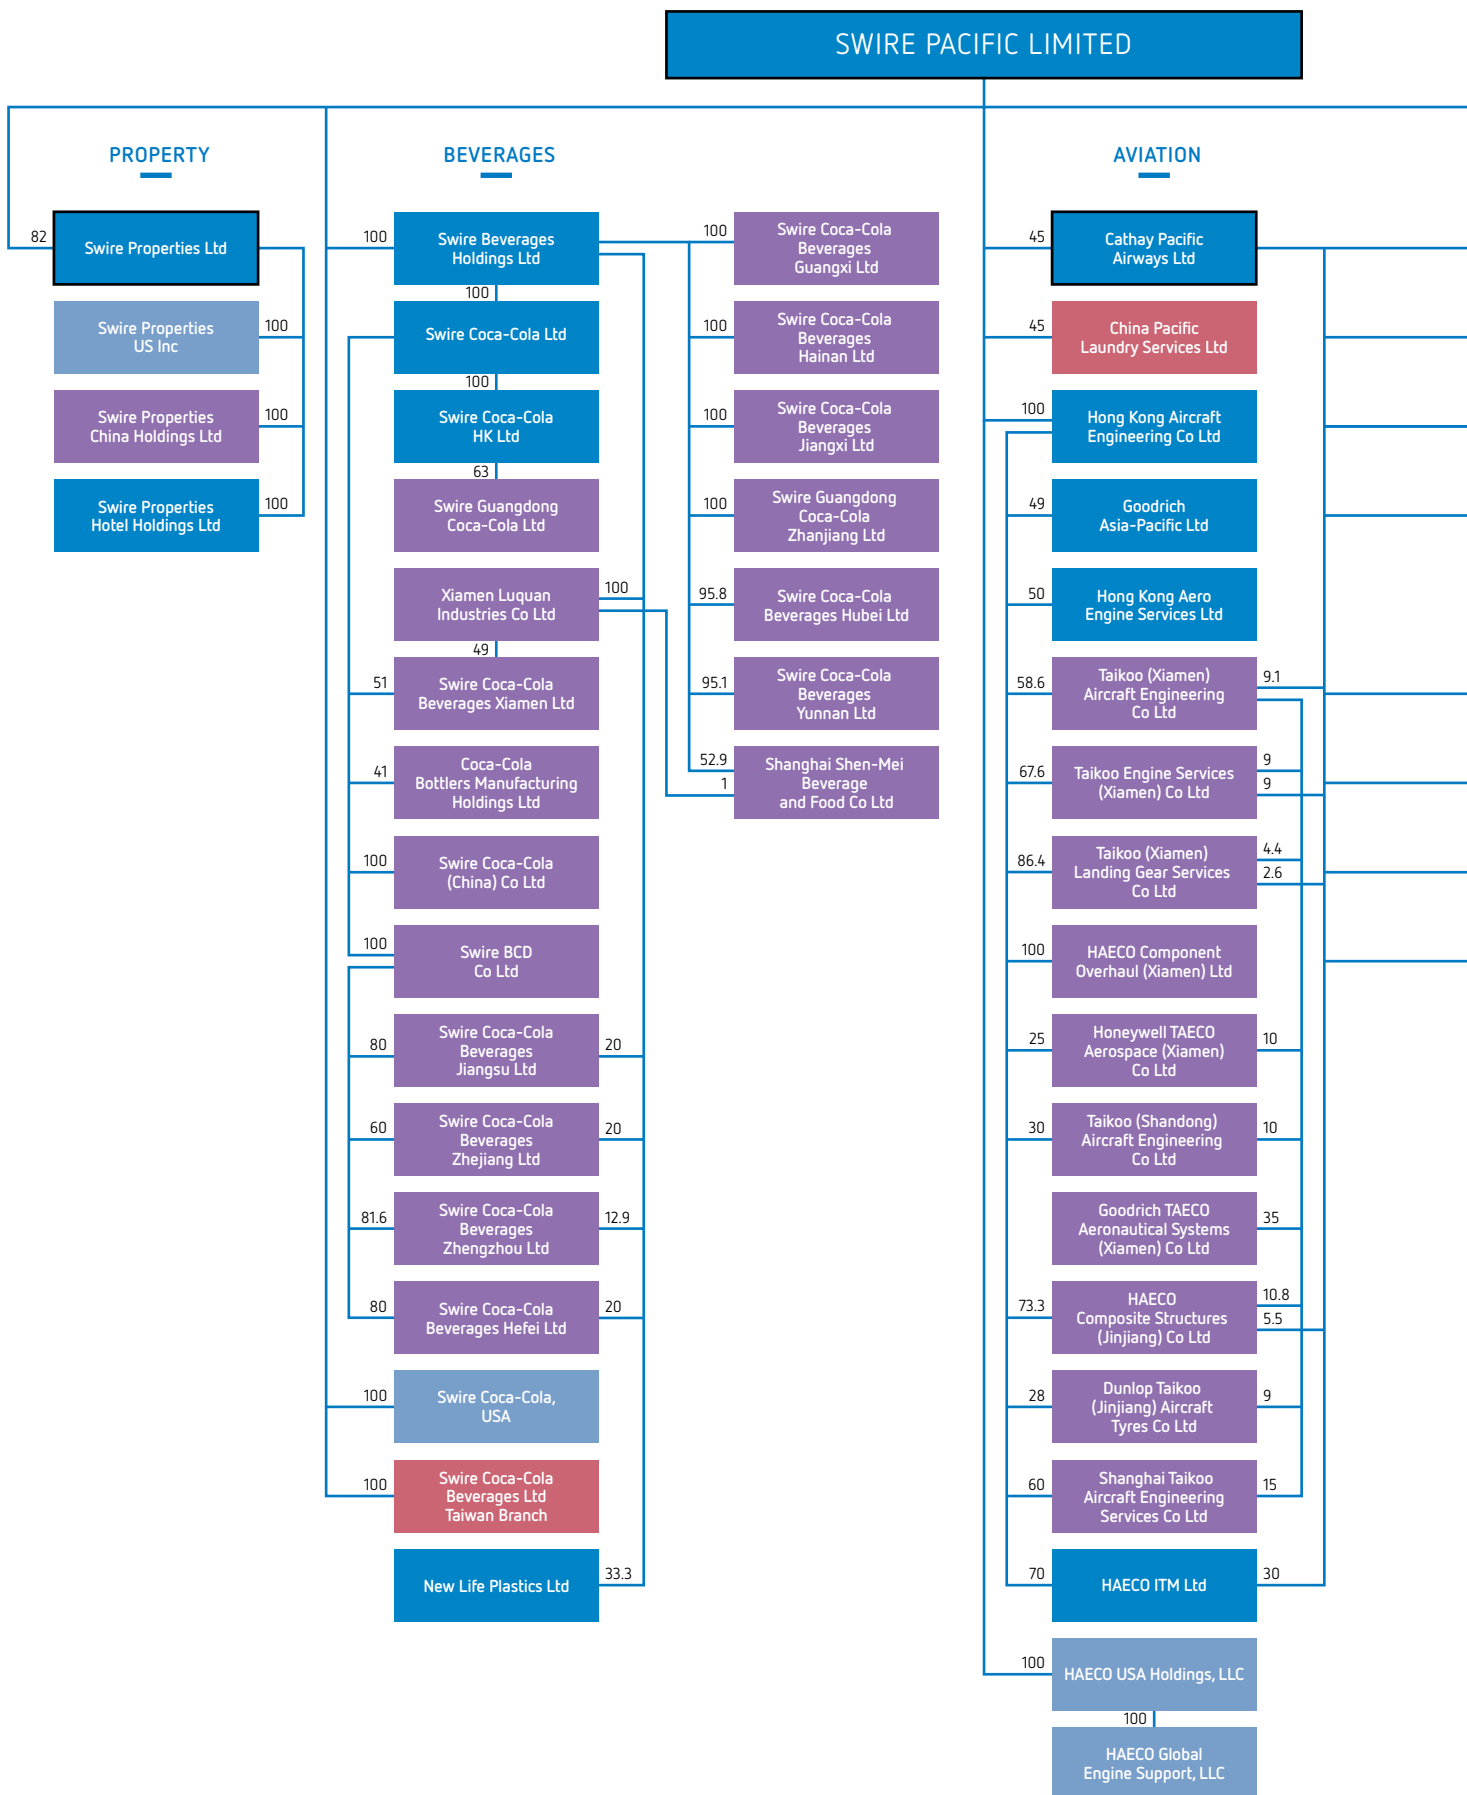 SWIRE PACIFIC LIMITED
PROPERTY
82
Swire Properties Ltd
Swire Properties
US Inc
100
Swire Properties
China Holdings Ltd
100
Swire Properties
Hotel Holdings Ltd
100
BEVERAGES
100
Swire Beverages
Holdings Ltd
100
Swire Coca-Cola Ltd
100
Swire Coca-Cola
HK Ltd
63
Swire Guangdong
Coca-Cola Ltd
Xiamen Luquan
Industries Co Ltd
100
49
51
Swire Coca-Cola
Beverages Xiamen Ltd
41
Coca-Cola
Bottlers Manufacturing
Holdings Ltd
100
Swire Coca-Cola
(China) Co Ltd
100
Swire BCD
Co Ltd
80
Swire Coca-Cola
Beverages
Jiangsu Ltd
20
60
Swire Coca-Cola
Beverages
Zhejiang Ltd
20
81.6
Swire Coca-Cola
Beverages
Zhengzhou Ltd
12.9
80
Swire Coca-Cola
Beverages Hefei Ltd
20
100
Swire Coca-Cola,
USA
100
Swire Coca-Cola
Beverages Ltd
Taiwan Branch
New Life Plastics Ltd
33.3
100
Swire Coca-Cola
Beverages
Guangxi Ltd
100
Swire Coca-Cola
Beverages
Hainan Ltd
100
Swire Coca-Cola
Beverages
Jiangxi Ltd
100
Swire Guangdong
Coca-Cola
Zhanjiang Ltd
95.8
Swire Coca-Cola
Beverages Hubei Ltd
95.1
Swire Coca-Cola
Beverages
Yunnan Ltd
52.9
1
Shanghai Shen-Mei
Beverage
and Food Co Ltd
AVIATION
45
Cathay Pacific
Airways Ltd
45
China Pacific
Laundry Services Ltd
100
Hong Kong Aircraft
Engineering Co Ltd
49
Goodrich
Asia-Pacific Ltd
50
Hong Kong Aero
Engine Services Ltd
58.6
Taikoo (Xiamen)
Aircraft Engineering
Co Ltd
9.1
67.6
Taikoo Engine Services
(Xiamen) Co Ltd
9
9
86.4
Taikoo (Xiamen)
Landing Gear Services
Co Ltd
4.4
2.6
100
HAECO Component
Overhaul (Xiamen) Ltd
25
Honeywell TAECO
Aerospace (Xiamen)
Co Ltd
10
30
Taikoo (Shandong)
Aircraft Engineering
Co Ltd
10
Goodrich TAECO
Aeronautical Systems
(Xiamen) Co Ltd
35
73.3
HAECO
Composite Structures
(Jinjiang) Co Ltd
10.8
5.5
28
Dunlop Taikoo
(Jinjiang) Aircraft
Tyres Co Ltd
9
60
Shanghai Taikoo
Aircraft Engineering
Services Co Ltd
15
70
HAECO ITM Ltd
30
100
HAECO USA Holdings, LLC
100
HAECO Global
Engine Support, LLC